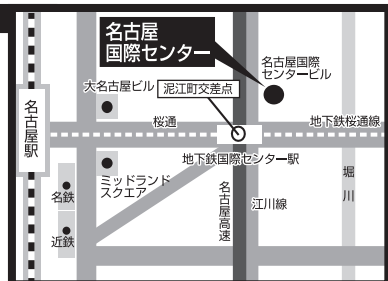 名古屋
国際センター
名古屋国際
センタービル
大名古屋ビル
泥江町交差点
桜通
地下鉄桜通線
名古屋駅
地下鉄国際センター駅
ミッドランド
スクエア
名鉄
近鉄
名古屋高速
江川線
堀川